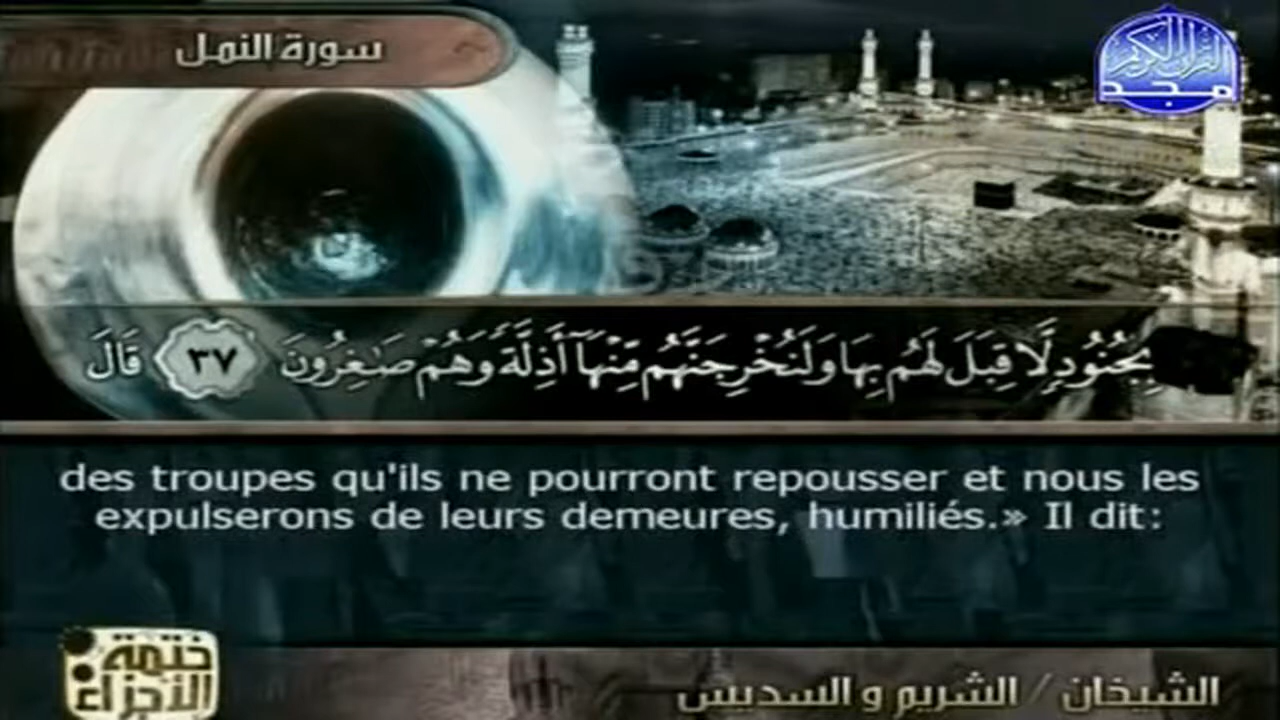 سورة النمل
القرآن الكريم
مجد
بِجُنُودٍ لَّا قِبَلَ لَهُم بِهَا وَلَنُخْرِجَنَّهُم مِّنْهَآ أَذِلَّةً وَهُمْ صَـٰغِرُونَ ٣٧ قَالَ
des troupes qu'ils ne pourront repousser et nous les
expulserons de leurs demeures, humiliés.» Il dit:
ختمة
الأجزاء
الشيخان / الشريم و السديس